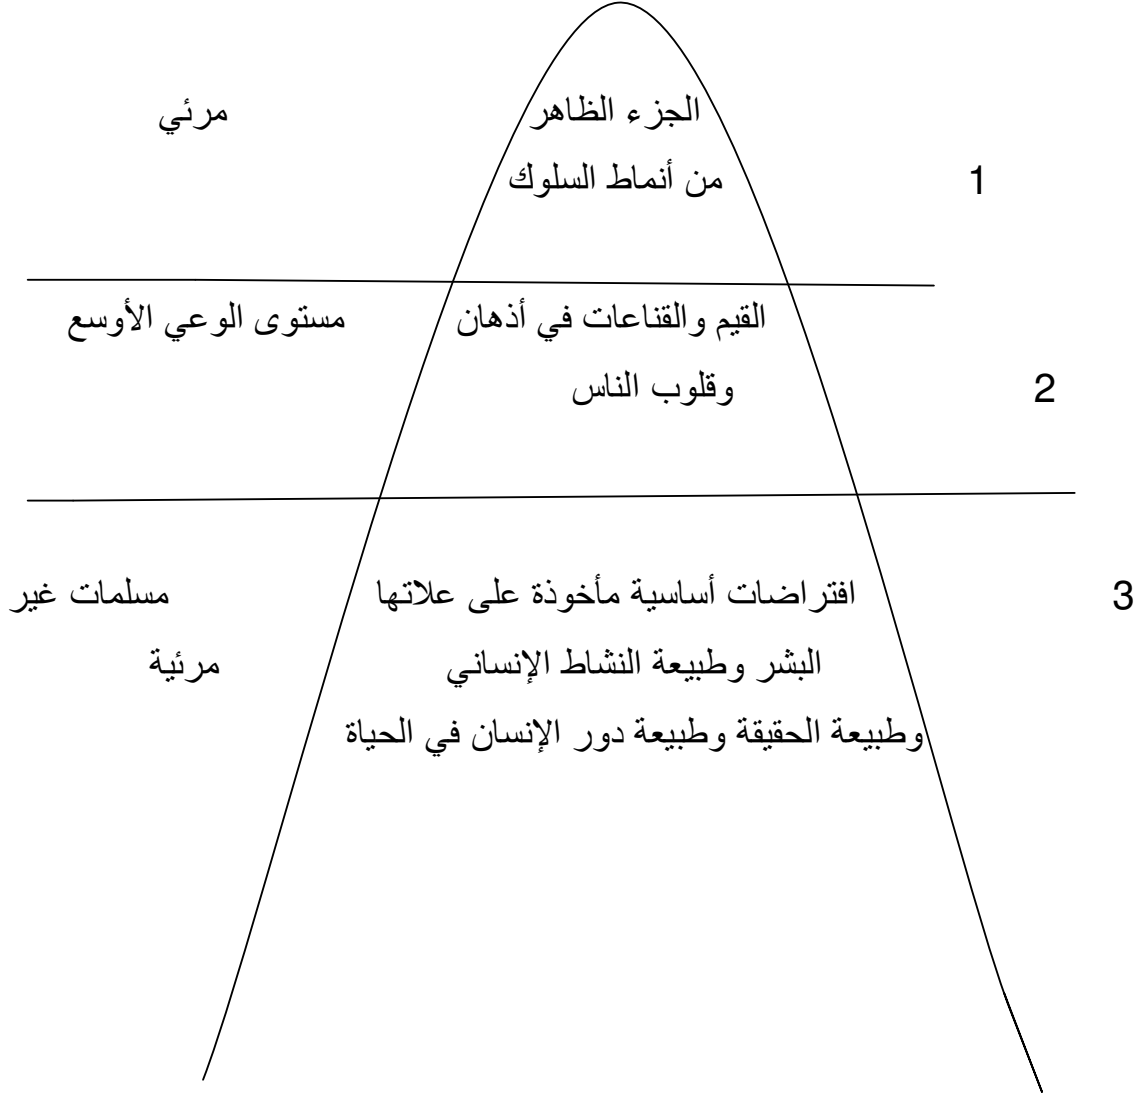 الجزء الظاهر مرئي
1 من أنماط السلوك
القيم والقناعات في أذهان مستوى الوعي الأوسع
2 وقلوب الناس
3 افتراضات أساسية مأخوذة على علاتها مسلمات غير
البشر وطبيعة النشاط الإنساني مرئية
وطبيعة الحقيقة وطبيعة دور الإنسان في الحياة